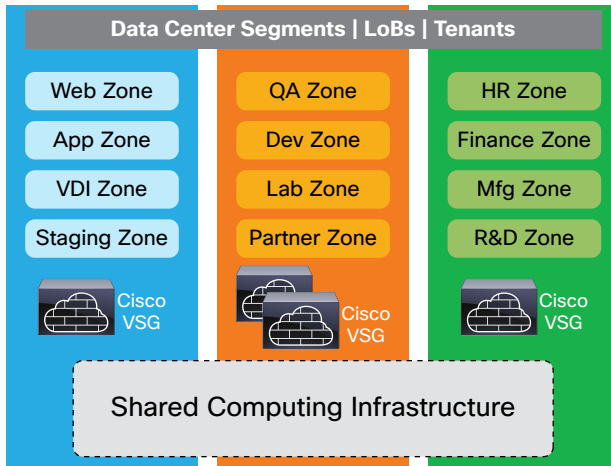 Data Center Segments | LoBs | Tenants
Web Zone
App Zone
VDI Zone
Staging Zone
Cisco
VSG
QA Zone
Dev Zone
Lab Zone
Partner Zone
Cisco
VSG
HR Zone
Finance Zone
Mfg Zone
R&D Zone
Cisco
VSG
Shared Computing Infrastructure